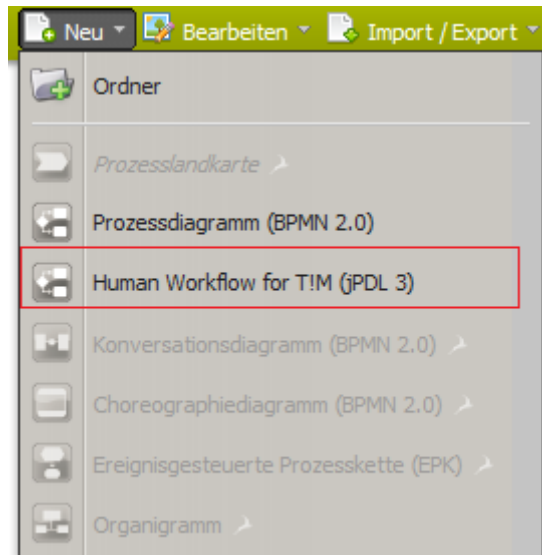 Neu Bearbeiten Import / Export
Ordner
Prozesslandkarte
Prozessdiagramm (BPMN 2.0)
Human Workflow for T!M (jPDL 3)
Konversationsdiagramm (BPMN 2.0)
Choreographiediagramm (BPMN 2.0)
Ereignisgesteuerte Prozesskette (EPK)
Organigramm